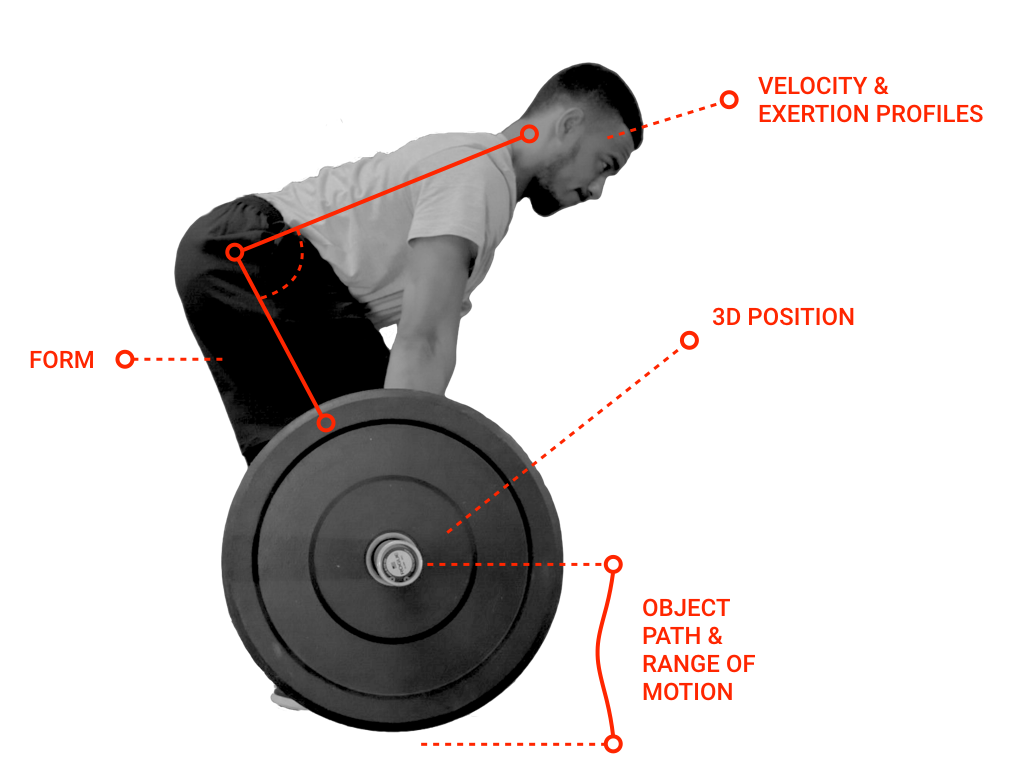 VELOCITY &
EXERTION PROFILES
3D POSITION
FORM
OBJECT
PATH &
RANGE OF
MOTION